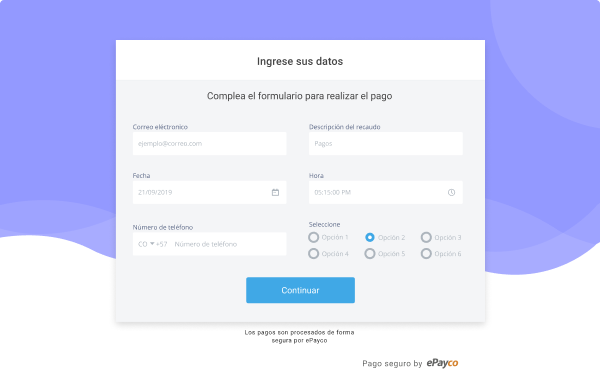 Ingrese sus datos
Complea el formulario para realizar el pago
Correo eléctronico
Descripción del recaudo
ejemplo@correo.com
Pagos
Fecha
Hora
21/09/2019
05:15:00 PM
Número de teléfono
Seleccione
CO +57 Número de telefono
Opción 1 Opción 2 Opción 3
Opción 4 Opción 5 Opción 6
Continuar
Los pagos son procesados de forma
segura por ePayco
Pago seguro by ePayco